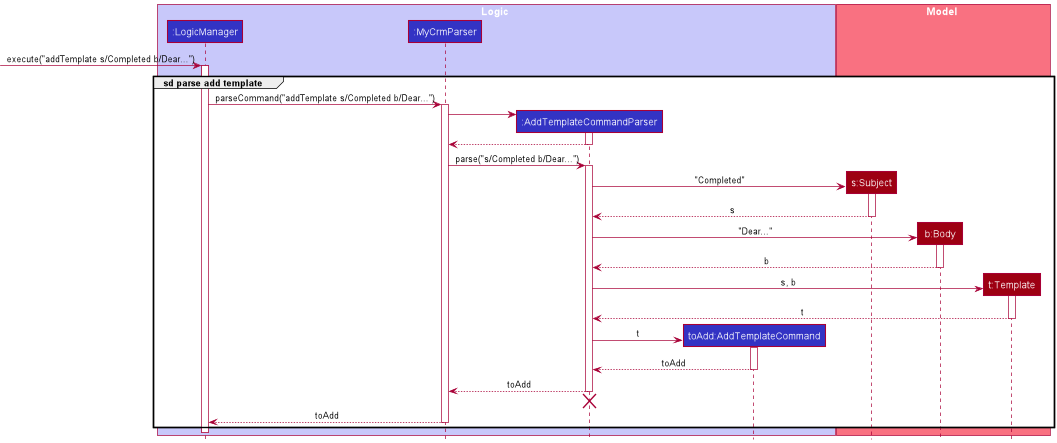 Logic
Model
:LogicManager
:MyCrmParser
execute("addTemplate s/Completed b/Dear...")
sd parse add template
parseCommand("addTemplate s/Completed b/Dear...")
:AddTemplateCommandParser
parse("s/Completed b/Dear...")
"Completed"
s:Subject
s
"Dear..."
b:Body
b
s, b
t:Template
t
t
toAdd:AddTemplateCommand
toAdd
toAdd
toAdd